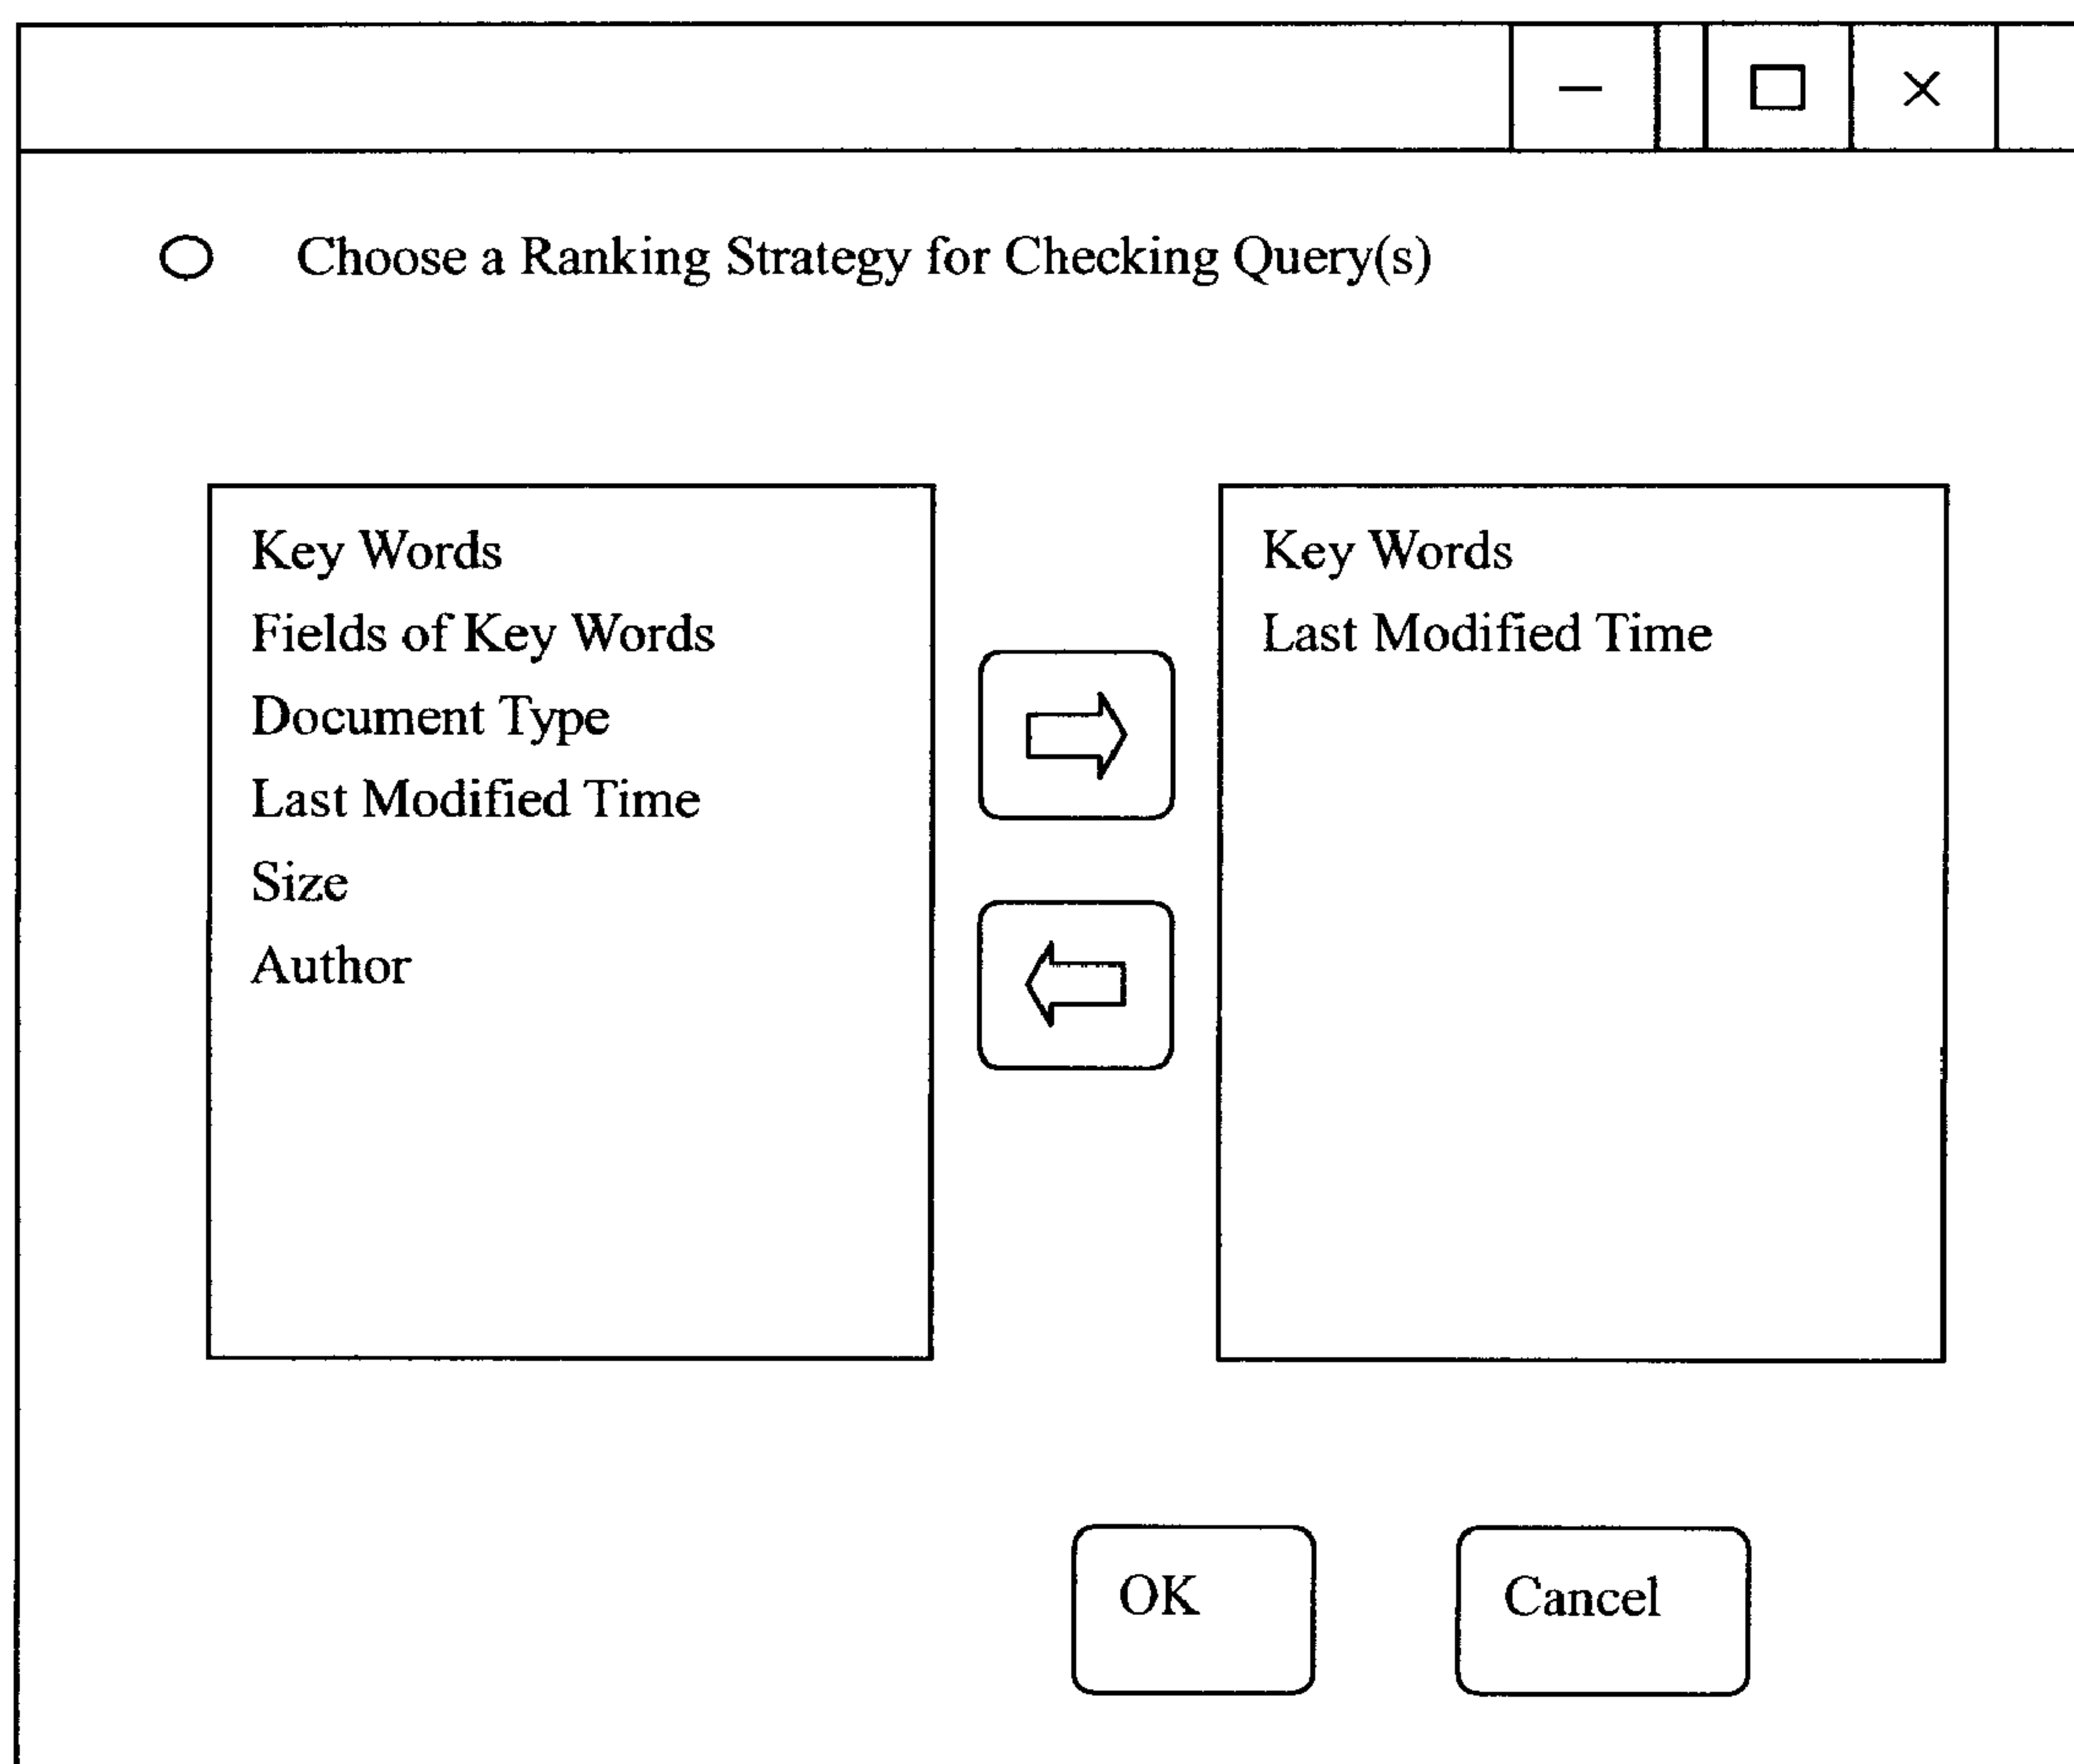 Choose a Ranking Strategy for Checking Query(s)
Key Words
Fields of Key Words
Document Type
Last Modified Time
Size
Author
Key Words
Last Modified Time
OK
Cancel